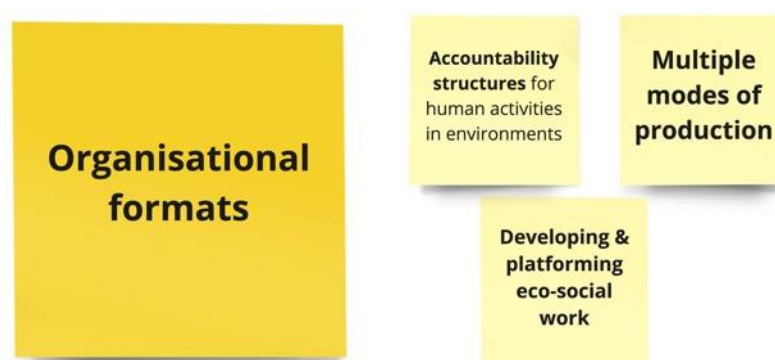 Organisational
formats
Accountability
structures for
human activities
in environments
Multiple
modes of
production
Developing &
platforming
eco-social
work